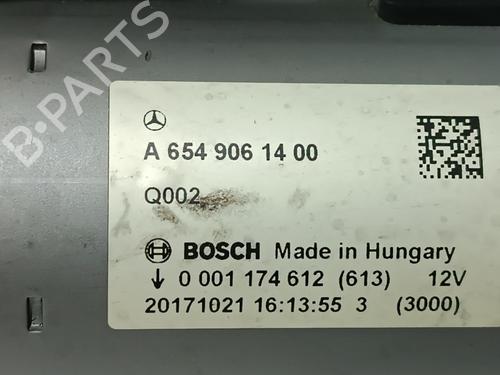 B-PARTS
A 654 906 14 00
Q002
BOSCH Made in Hungary
0 001 174 612 (613) 12V
20171021 16:13:55 3 (3000)